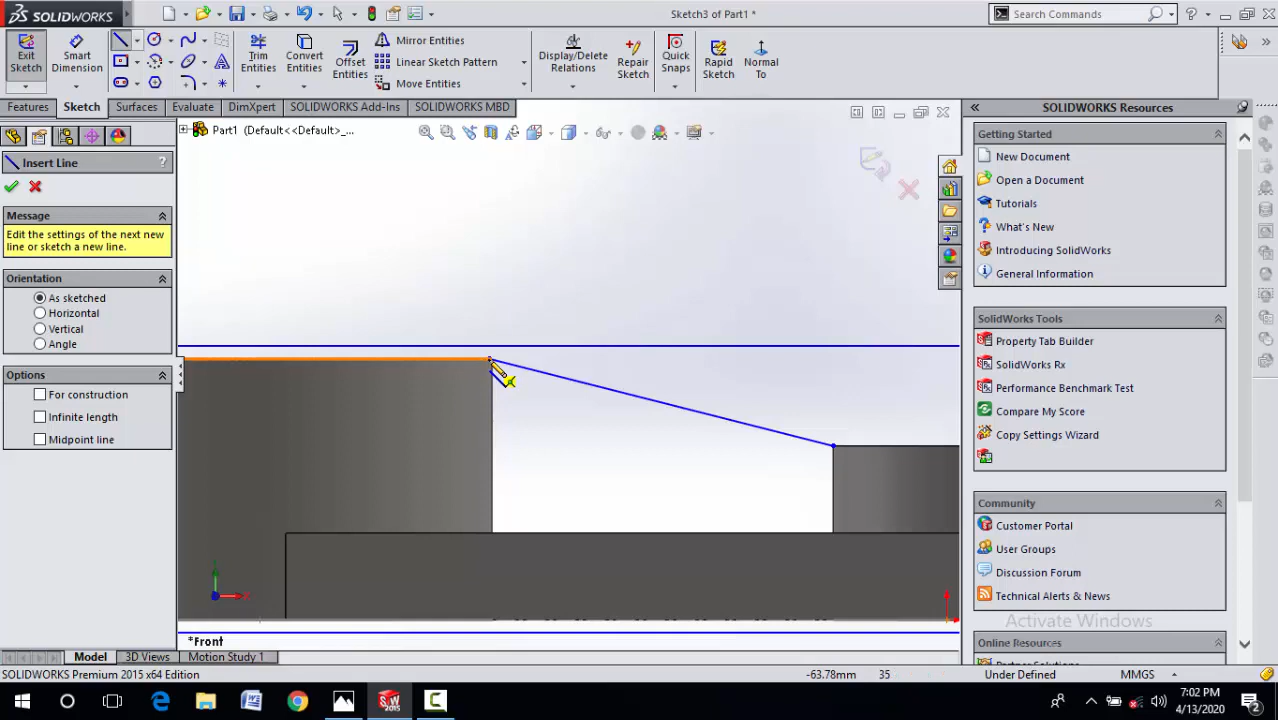 SOLIDWORKS
Sketch3 of Part1 *
Search Commands
Exit Sketch
Smart Dimension
Trim Entities
Convert Entities
Offset Entities
Mirror Entities
Linear Sketch Pattern
Move Entities
Display/Delete Relations
Repair Sketch
Quick Snaps
Rapid Sketch
Normal To
Features
Sketch
Surfaces
Evaluate
DimXpert
SOLIDWORKS Add-Ins
SOLIDWORKS MBD
Part1 (Default<<Default>_...
Insert Line
?
Message
Edit the settings of the next new
line or sketch a new line.
Orientation
As sketched
Horizontal
Vertical
Angle
Options
For construction
Infinite length
Midpoint line
*Front
SOLIDWORKS Resources
Getting Started
New Document
Open a Document
Tutorials
What's New
Introducing SolidWorks
General Information
SolidWorks Tools
Property Tab Builder
SolidWorks Rx
Performance Benchmark Test
Compare My Score
Copy Settings Wizard
Community
Customer Portal
User Groups
Discussion Forum
Technical Alerts & News
Activate Windows
Online Resources
Model
3D Views
Motion Study 1
SOLIDWORKS Premium 2015 x64 Edition
-63.78mm
35
Under Defined
MMGS
7:02 PM
4/13/2020